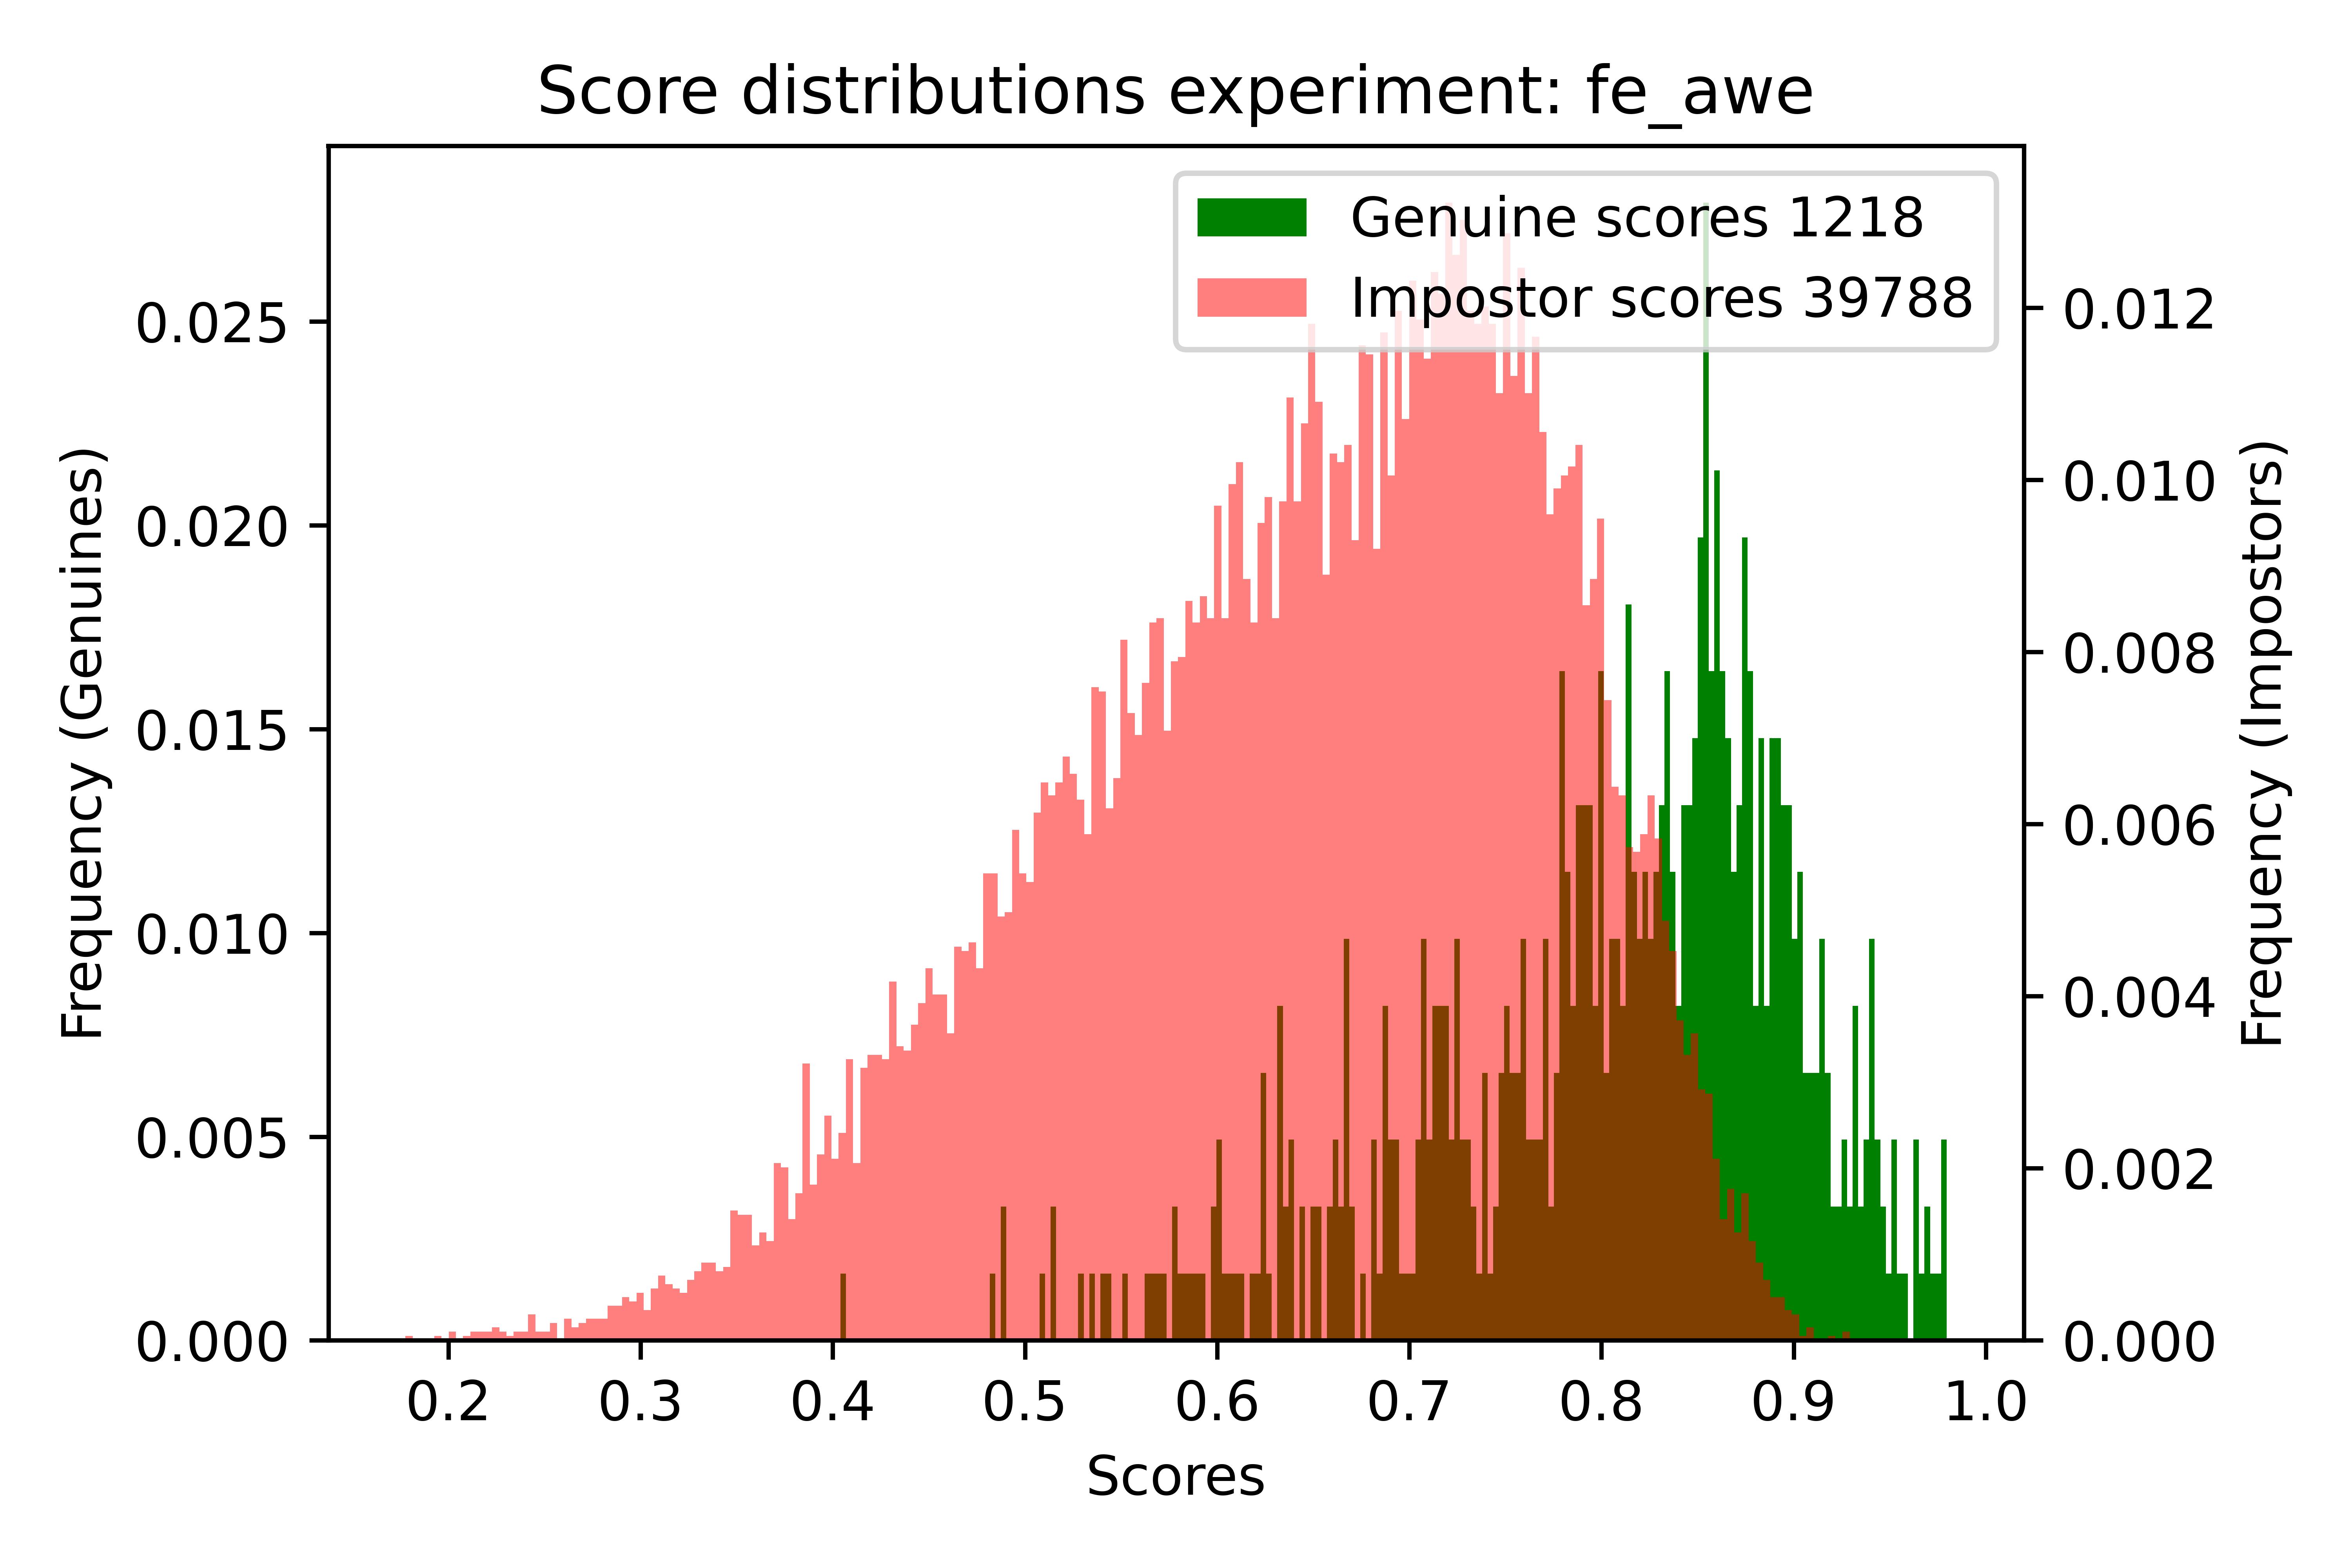 Score distributions experiment: fe_awe
Genuine scores 1218
Impostor scores 39788
Frequency (Genuines)
0.025
0.020
0.015
0.010
0.005
0.000
0.012
0.010
0.008
0.006
0.004
0.002
0.000
Frequency (Impostors)
0.2 0.3 0.4 0.5 0.6 0.7 0.8 0.9 1.0
Scores